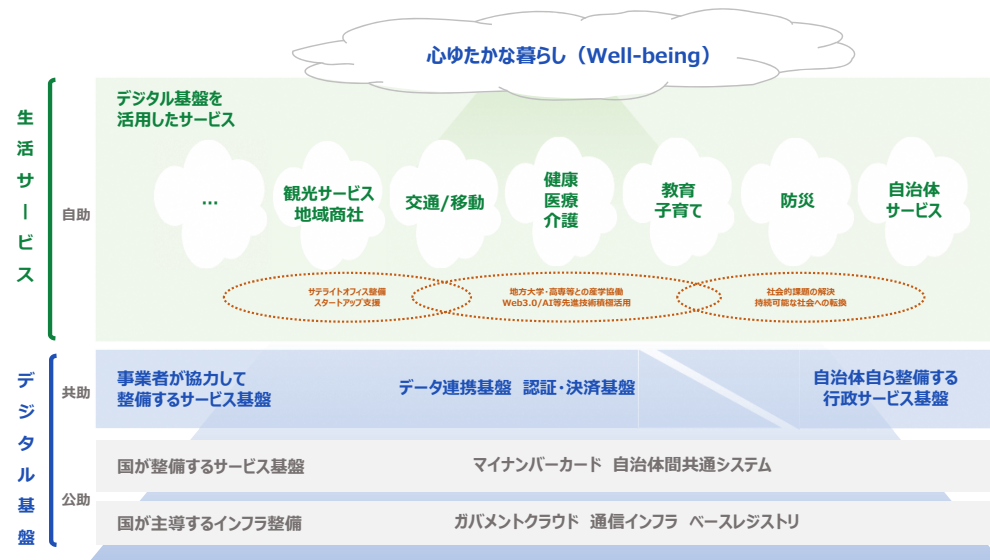 心ゆたかな暮らし（Well-being）
生活サービス
デジタル基盤を
活用したサービス
自助
…
観光サービス
地域商社
交通/移動
健康
医療
介護
教育
子育て
防災
自治体
サービス
サテライトオフィス整備
スタートアップ支援
地方大学・高専等との産学協働
Web3.0/AI等先進技術積極活用
社会的課題の解決
持続可能な社会への転換
デジタル基盤
共助
事業者が協力して
整備するサービス基盤
データ連携基盤 認証・決済基盤
自治体自ら整備する
行政サービス基盤
公助
国が整備するサービス基盤
マイナンバーカード 自治体間共通システム
国が主導するインフラ整備
ガバメントクラウド 通信インフラ ベースレジストリ